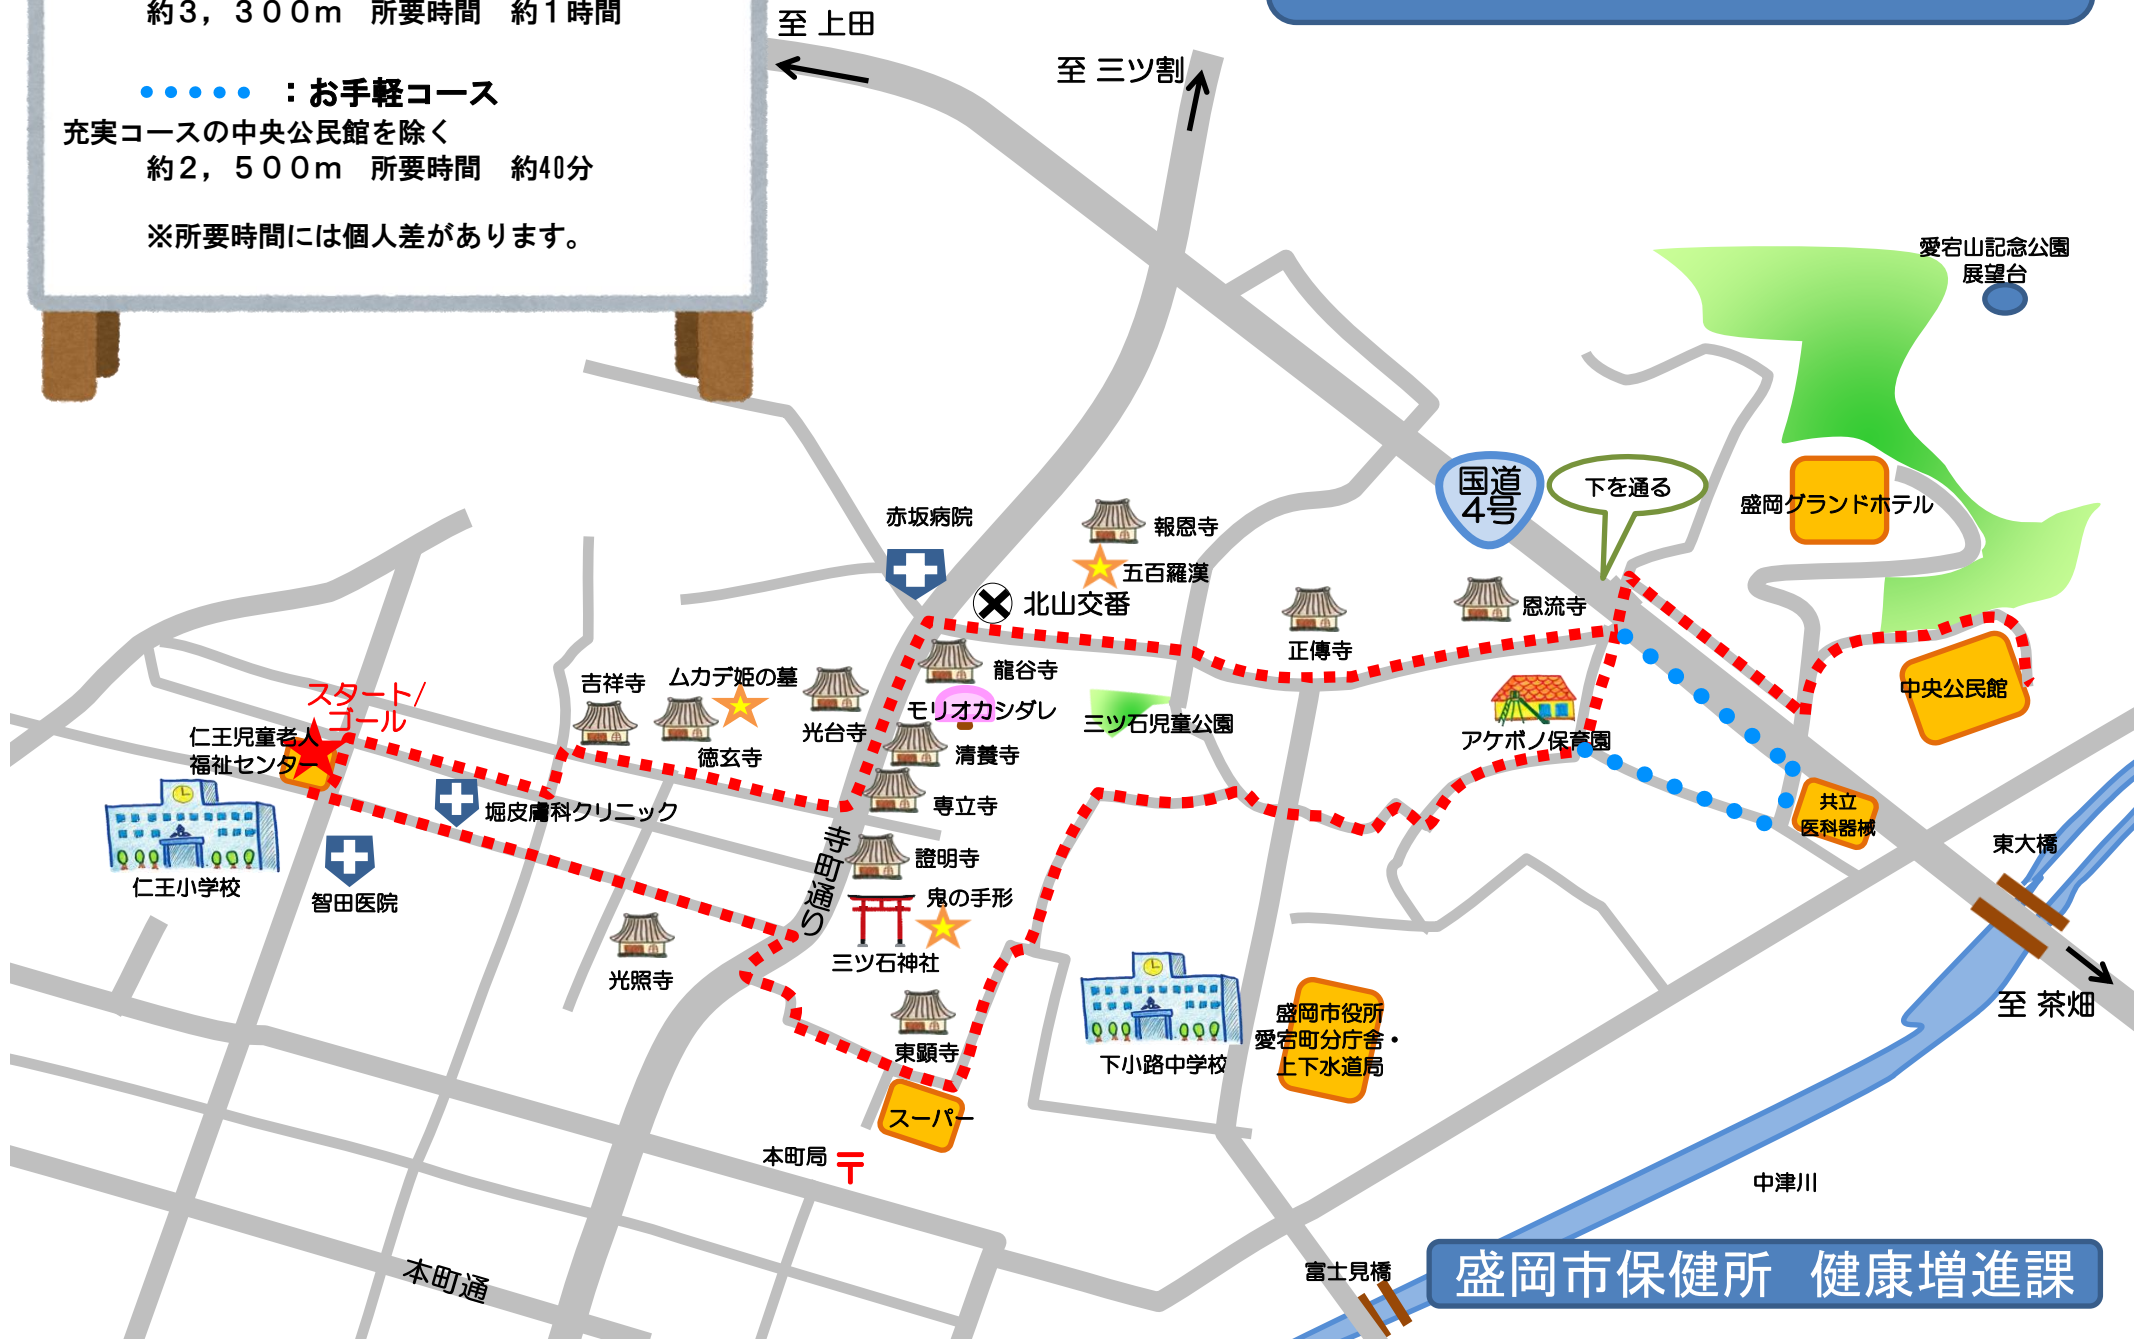 約３，３００ｍ　所要時間　約１時間
：お手軽コース
充実コースの中央公民館を除く
約２，５００ｍ　所要時間　約40分
※所要時間には個人差があります。
至 上田
至 三ツ割
愛宕山記念公園
展望台
国道
4号
下を通る
盛岡グランドホテル
赤坂病院
報恩寺
五百羅漢
北山交番
恩流寺
正傳寺
龍谷寺
モリオカシダレ
ムカデ姫の墓
吉祥寺
徳玄寺
光台寺
清養寺
三ツ石児童公園
アケボノ保育園
中央公民館
スタート/
ゴール
仁王児童老人
福祉センター
堀皮膚科クリニック
専立寺
共立
医科器械
東大橋
寺町通り
證明寺
仁王小学校
智田医院
鬼の手形
三ツ石神社
光照寺
至 茶畑
東顕寺
下小路中学校
盛岡市役所
愛宕町分庁舎・
上下水道局
スーパー
本町局
中津川
本町通
富士見橋
盛岡市保健所　健康増進課